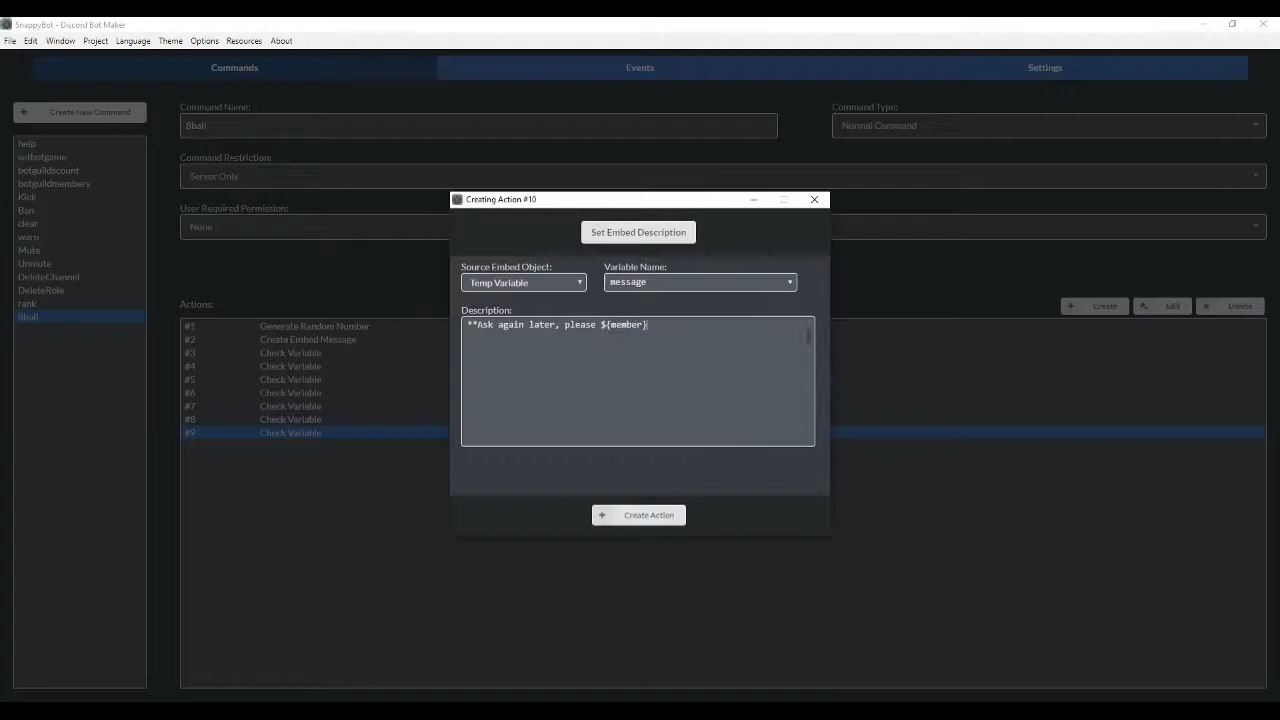 SnappyBot - Discord Bot Maker
File Edit Window Project Language Theme Options Resources About
Commands Events Settings
Create New Command
help
setbotgame
botguildscount
botguildmembers
Kick
Ban
clear
warn
Mute
Unmute
DeleteChannel
DeleteRole
rank
8ball
Command Name:
8ball
Command Type:
Normal Command
Command Restriction:
Server Only
User Required Permission:
None
Actions:
Create Edit Delete
#1 Generate Random Number
#2 Create Embed Message
#3 Check Variable
#4 Check Variable
#5 Check Variable
#6 Check Variable
#7 Check Variable
#8 Check Variable
#9 Check Variable
Creating Action #10
Set Embed Description
Source Embed Object: Variable Name:
Temp Variable message
Description:
**Ask again later, please ${member}
Create Action